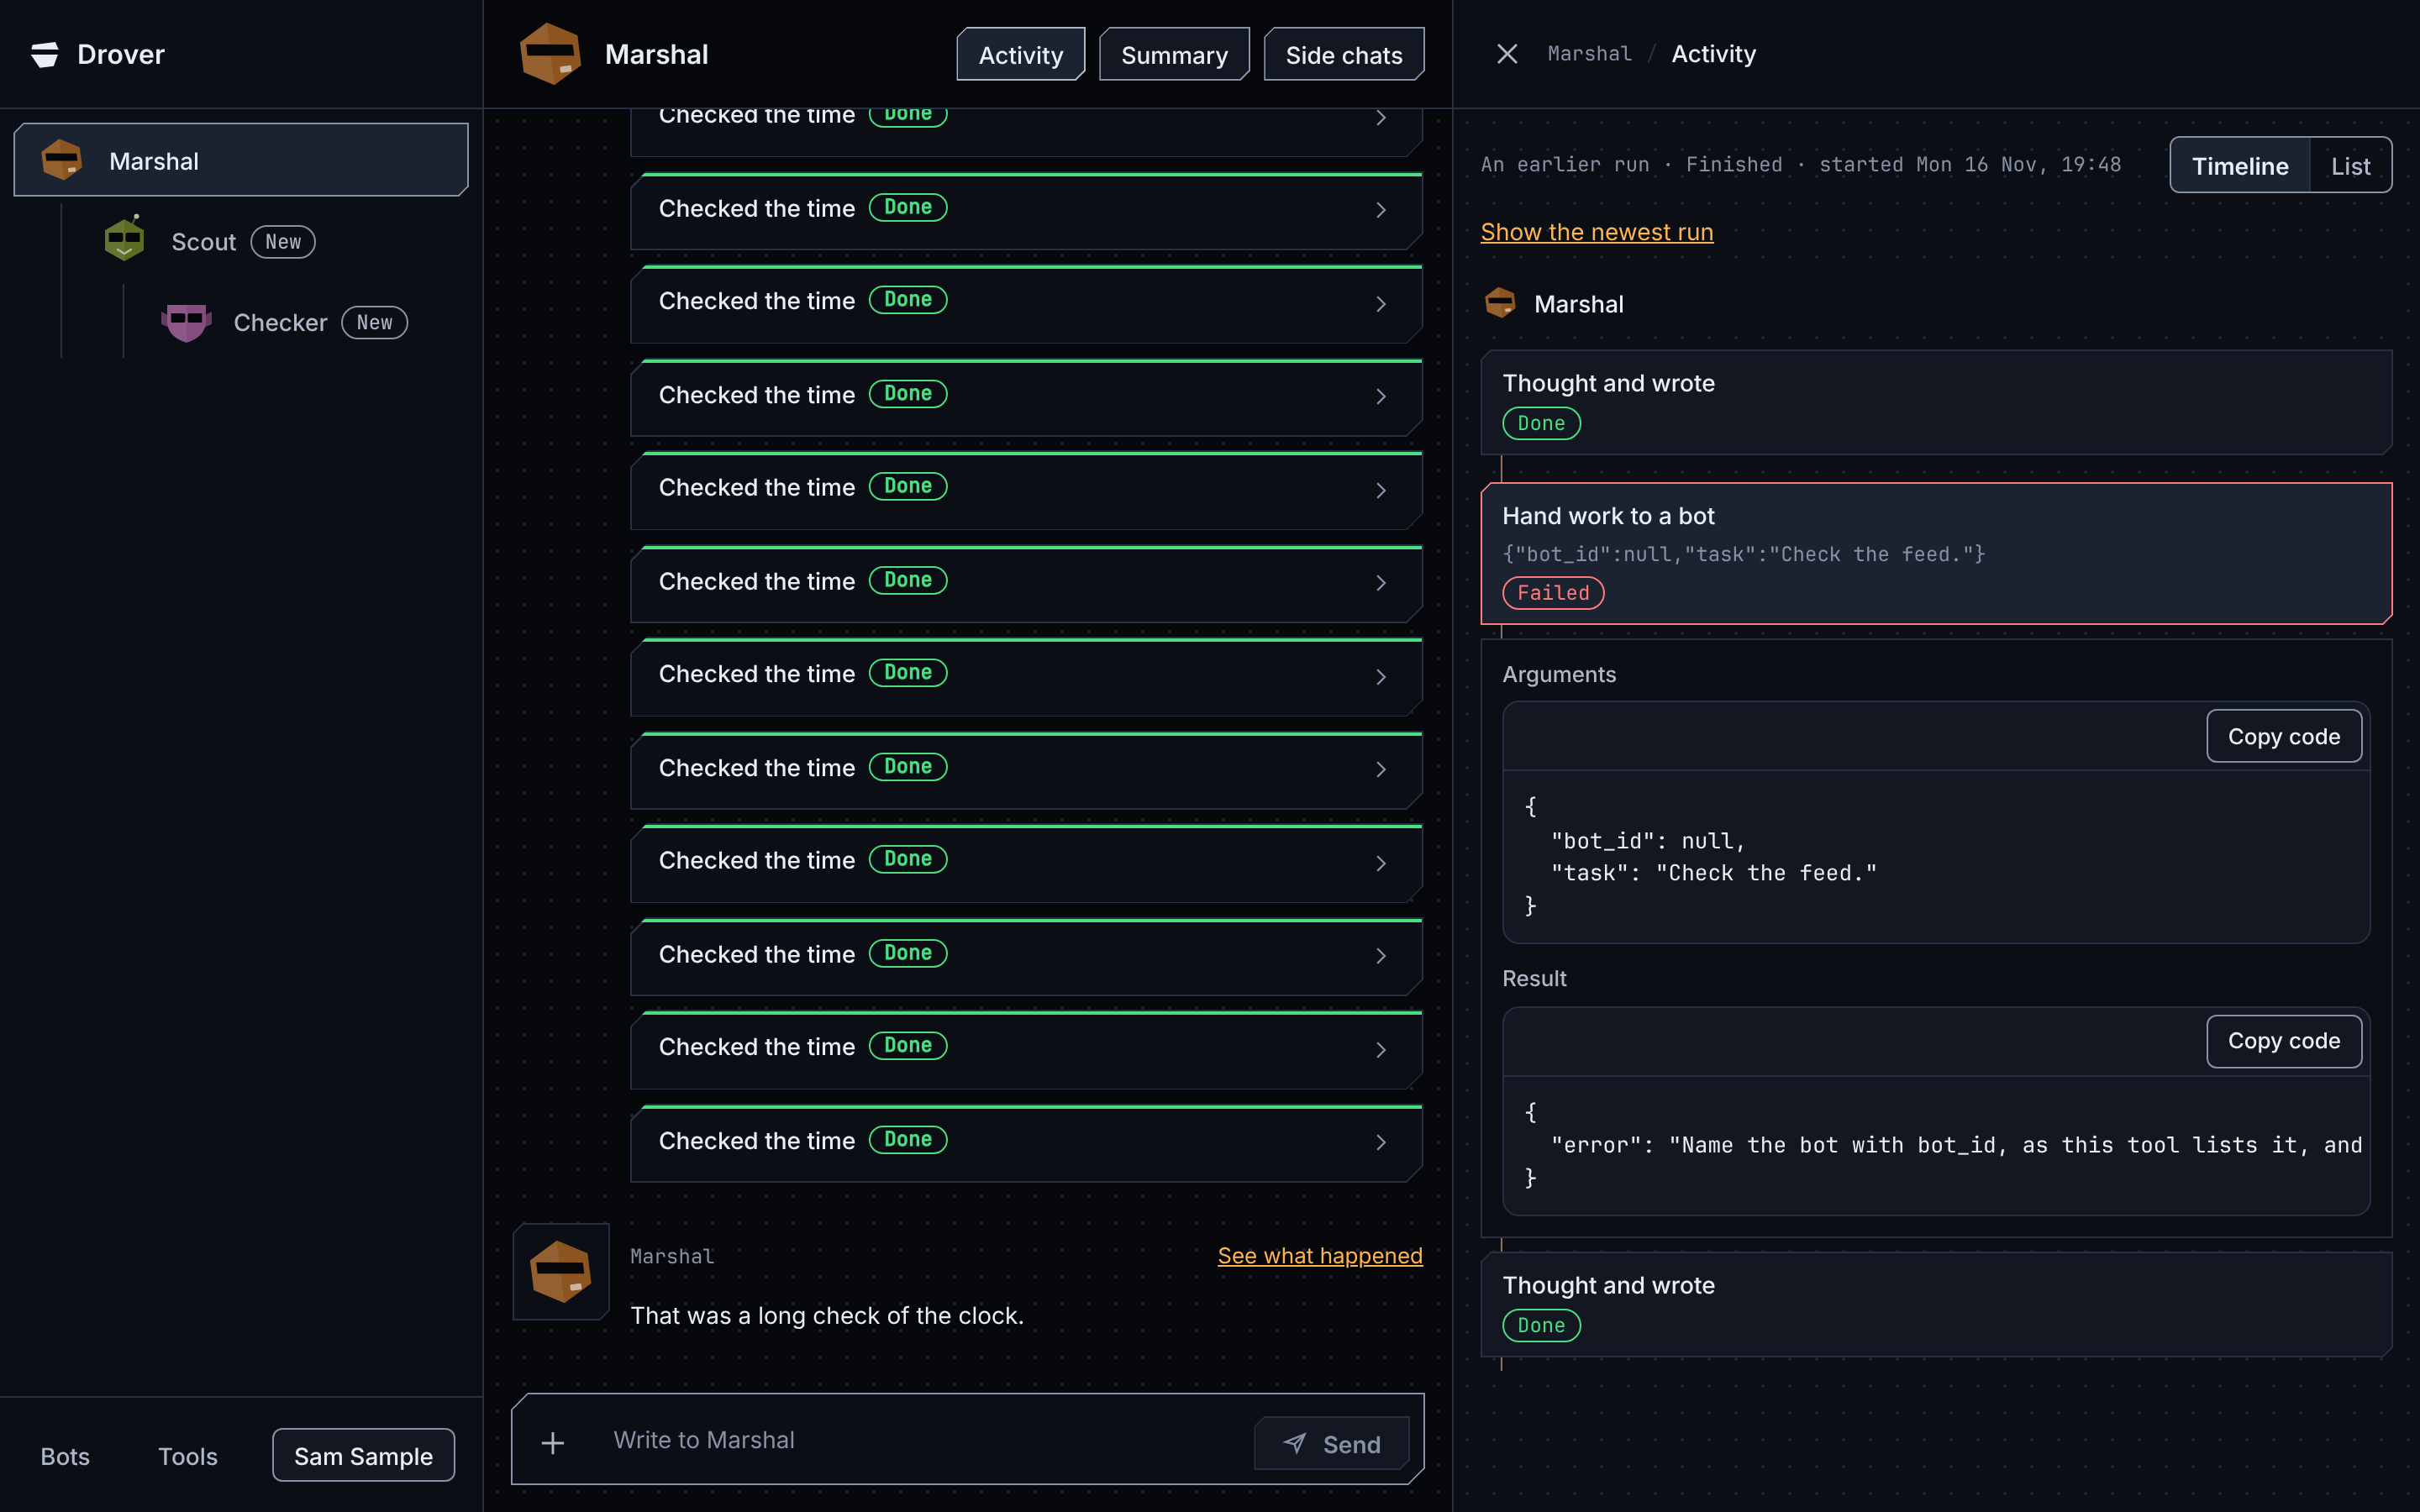 Drover
Marshal
Scout New
Checker New
Bots Tools Sam Sample
Marshal
Activity Summary Side chats
Checked the time Done
Checked the time Done
Checked the time Done
Checked the time Done
Checked the time Done
Checked the time Done
Checked the time Done
Checked the time Done
Checked the time Done
Checked the time Done
Checked the time Done
Checked the time Done
Marshal See what happened
That was a long check of the clock.
Write to Marshal Send
Marshal / Activity
An earlier run · Finished · started Mon 16 Nov, 19:48
Timeline List
Show the newest run
Marshal
Thought and wrote
Done
Hand work to a bot
{"bot_id":null,"task":"Check the feed."}
Failed
Arguments
Copy code
{
"bot_id": null,
"task": "Check the feed."
}
Result
Copy code
{
"error": "Name the bot with bot_id, as this tool lists it, and
}
Thought and wrote
Done